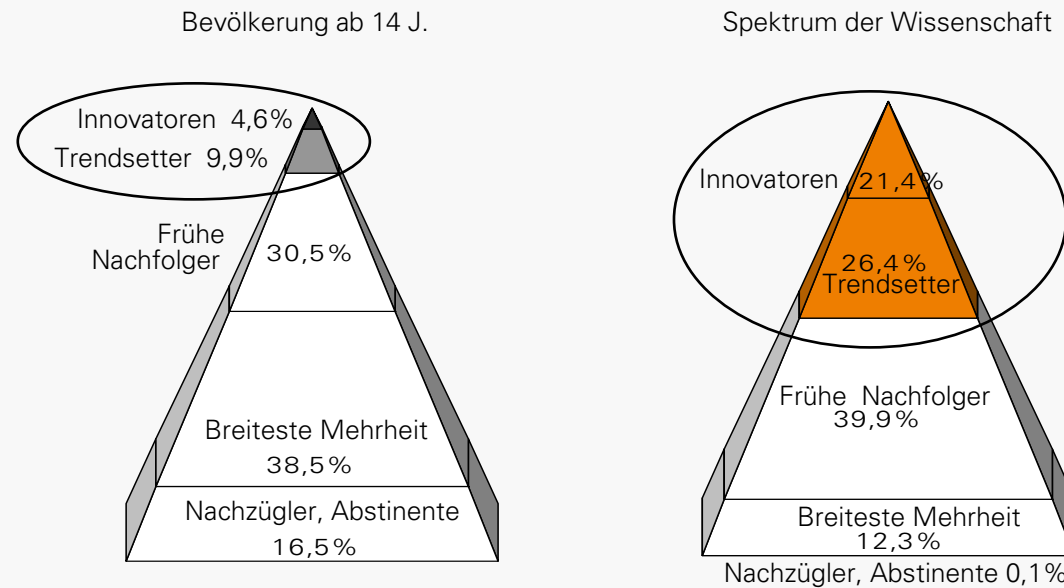 Bevölkerung ab 14 J.
Innovatoren 4,6%
Trendsetter 9,9%
Frühe
Nachfolger
30,5%
Breiteste Mehrheit
38,5%
Nachzügler, Abstinente
16,5%
Spektrum der Wissenschaft
Innovatoren 21,4%
26,4%
Trendsetter
Frühe Nachfolger
39,9%
Breiteste Mehrheit
12,3%
Nachzügler, Abstinente 0,1%